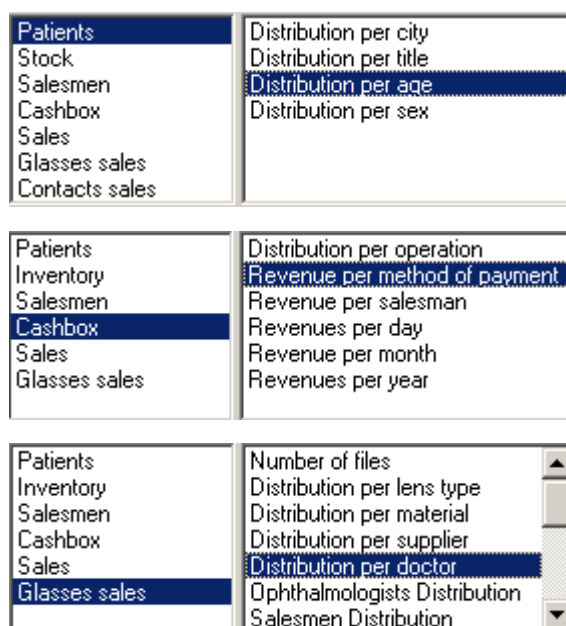 Patients
Stock
Salesmen
Cashbox
Sales
Glasses sales
Contacts sales
Distribution per city
Distribution per title
Distribution per age
Distribution per sex
Patients
Inventory
Salesmen
Cashbox
Sales
Glasses sales
Distribution per operation
Revenue per method of payment
Revenue per salesman
Revenues per day
Revenue per month
Revenues per year
Patients
Inventory
Salesmen
Cashbox
Sales
Glasses sales
Number of files
Distribution per lens type
Distribution per material
Distribution per supplier
Distribution per doctor
Ophthalmologists Distribution
Salesmen Distribution